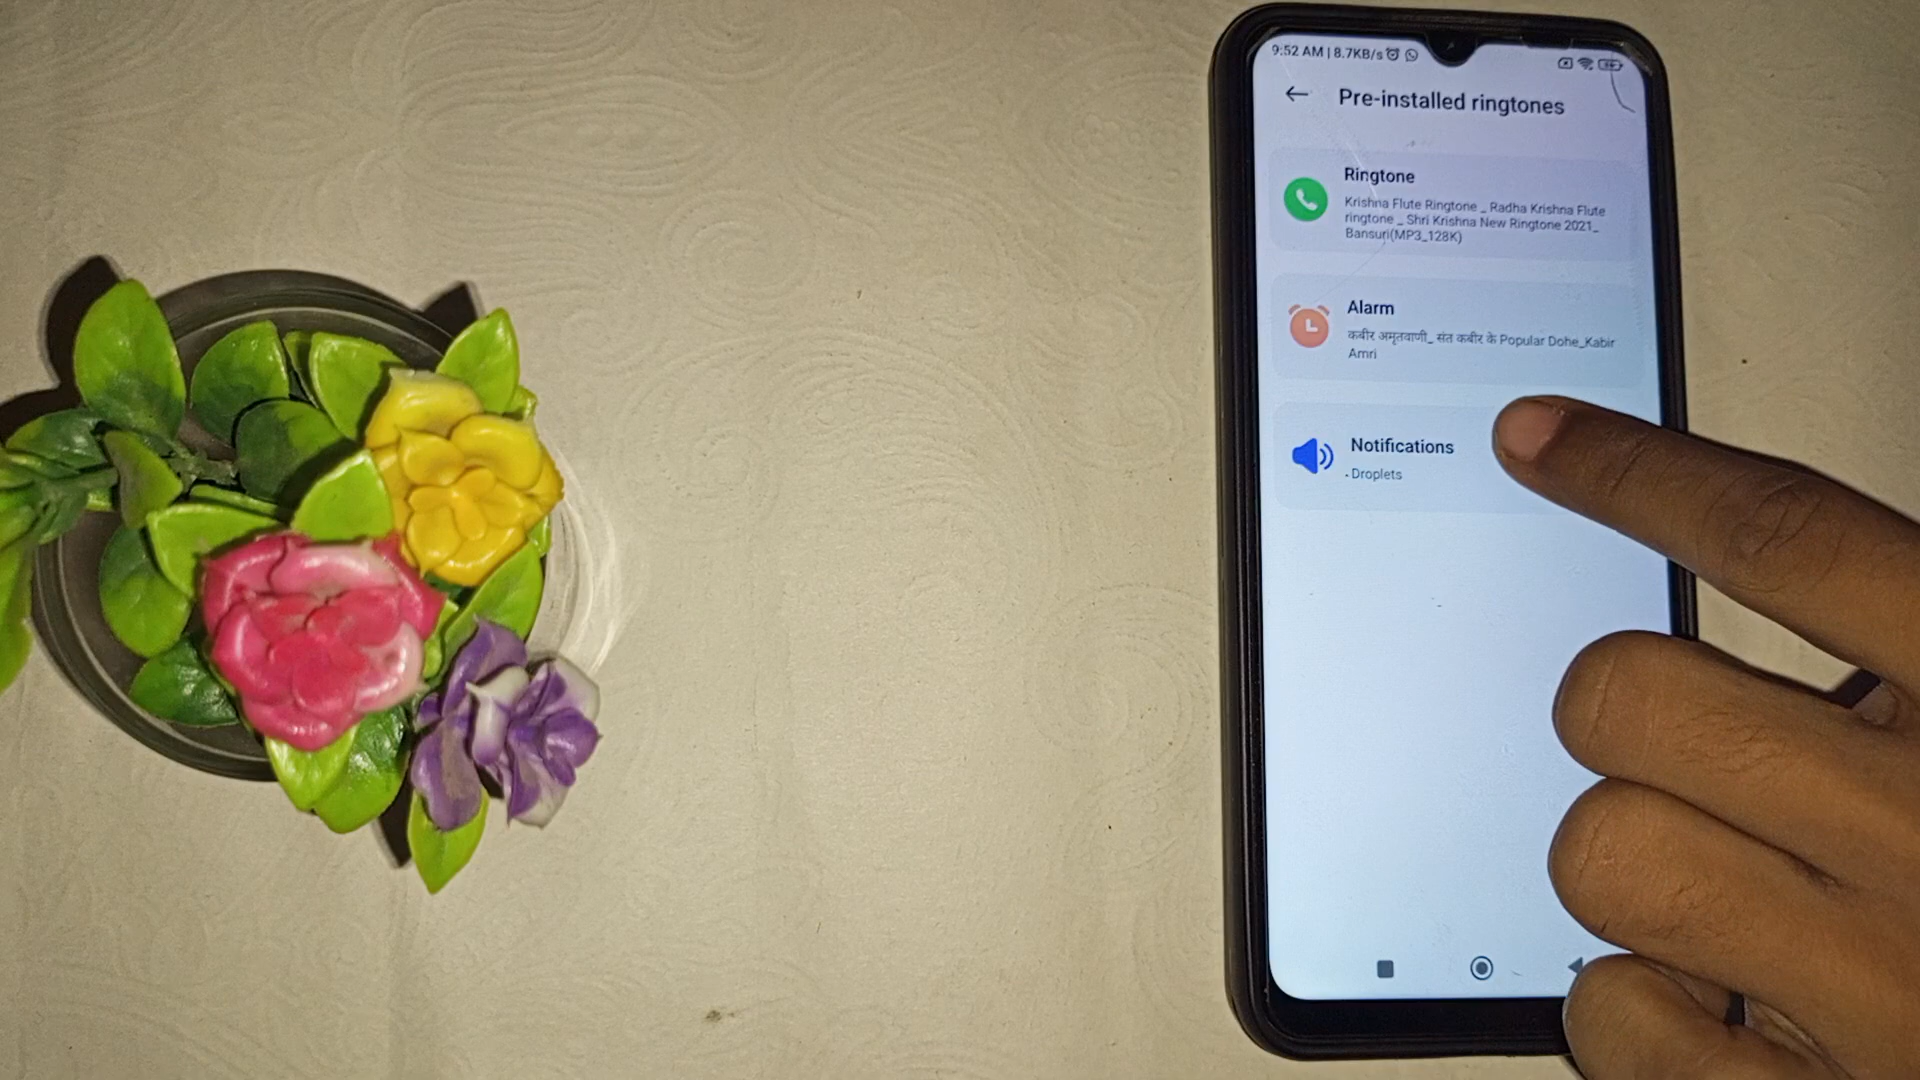 9:52 AM | 8.7KB/s
Pre-installed ringtones
Ringtone
Krishna Flute Ringtone _ Radha Krishna Flute
ringtone _ Shri Krishna New Ringtone 2021_
Bansuri(MP3_128K)
Alarm
कबीर अमृतवाणी_ संत कबीर के Popular Dohe_Kabir
Amri
Notifications
- Droplets